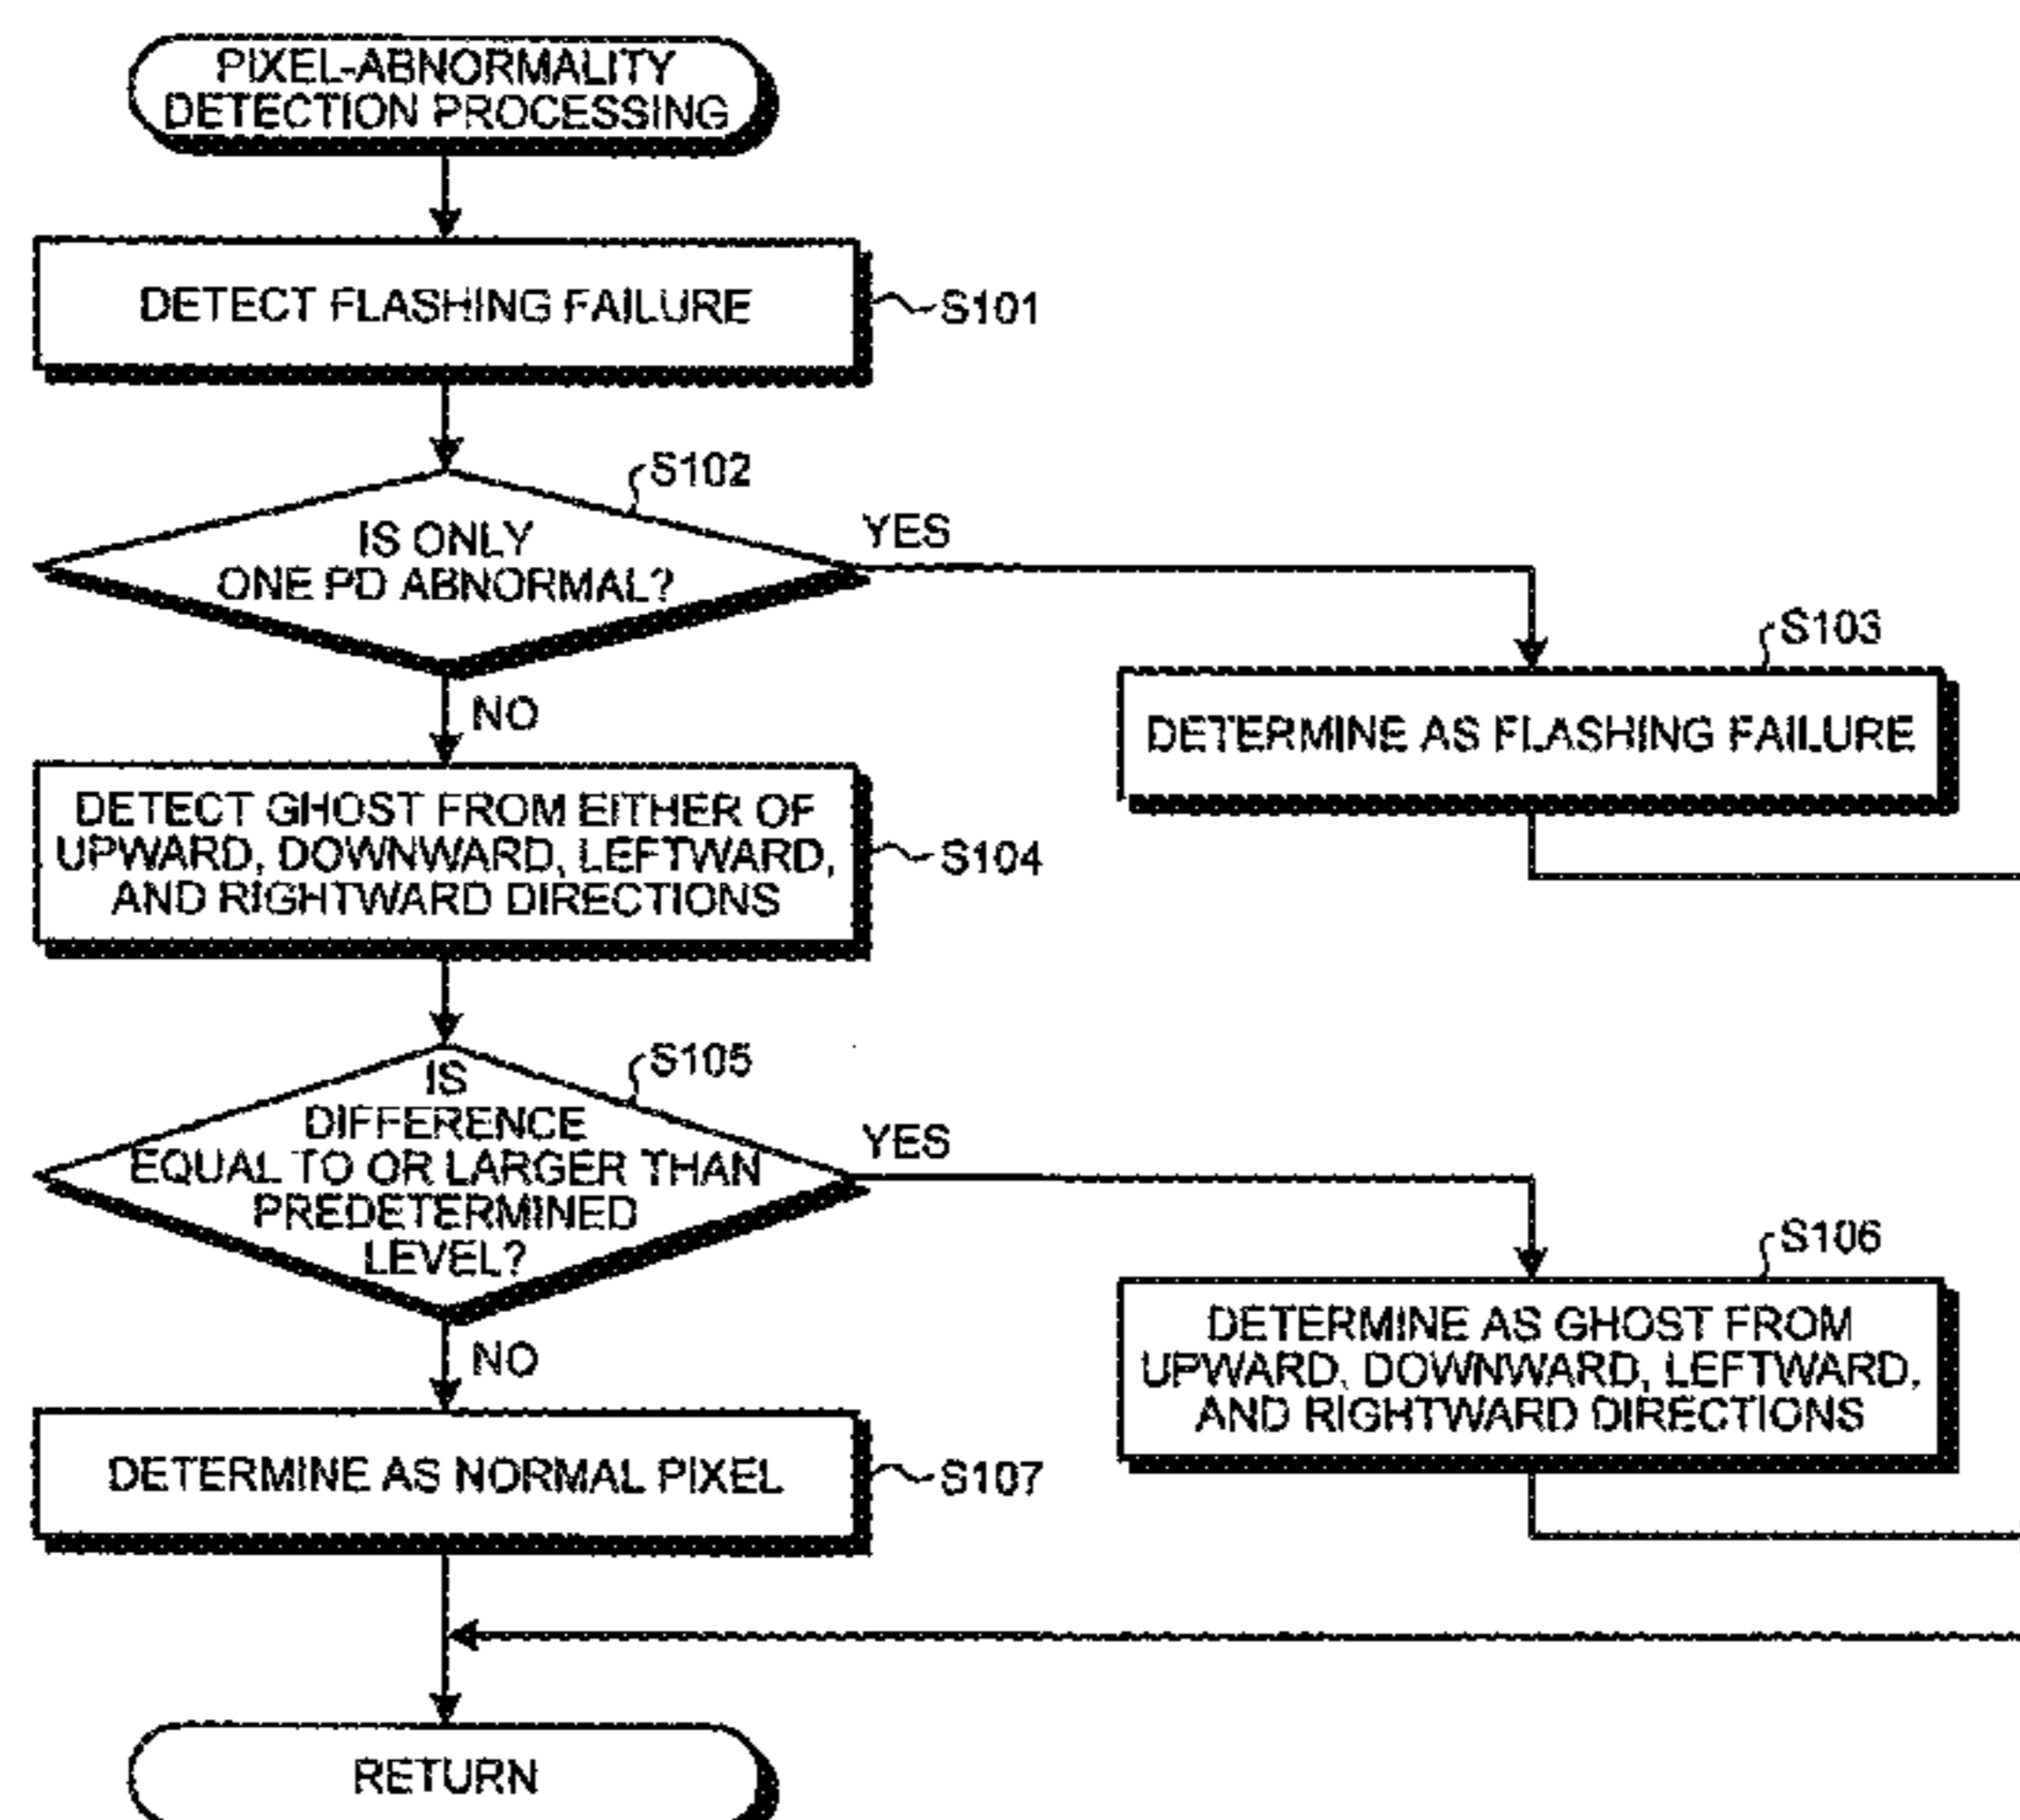 PIXEL-ABNORMALITY
DETECTION PROCESSING
DETECT FLASHING FAILURE
S101
S102
IS ONLY
ONE PD ABNORMAL?
YES
S103
DETERMINE AS FLASHING FAILURE
NO
DETECT GHOST FROM EITHER OF
UPWARD, DOWNWARD, LEFTWARD,
AND RIGHTWARD DIRECTIONS
S104
S105
IS
DIFFERENCE
EQUAL TO OR LARGER THAN
PREDETERMINED
LEVEL?
YES
S106
DETERMINE AS GHOST FROM
UPWARD, DOWNWARD, LEFTWARD,
AND RIGHTWARD DIRECTIONS
NO
DETERMINE AS NORMAL PIXEL
S107
RETURN